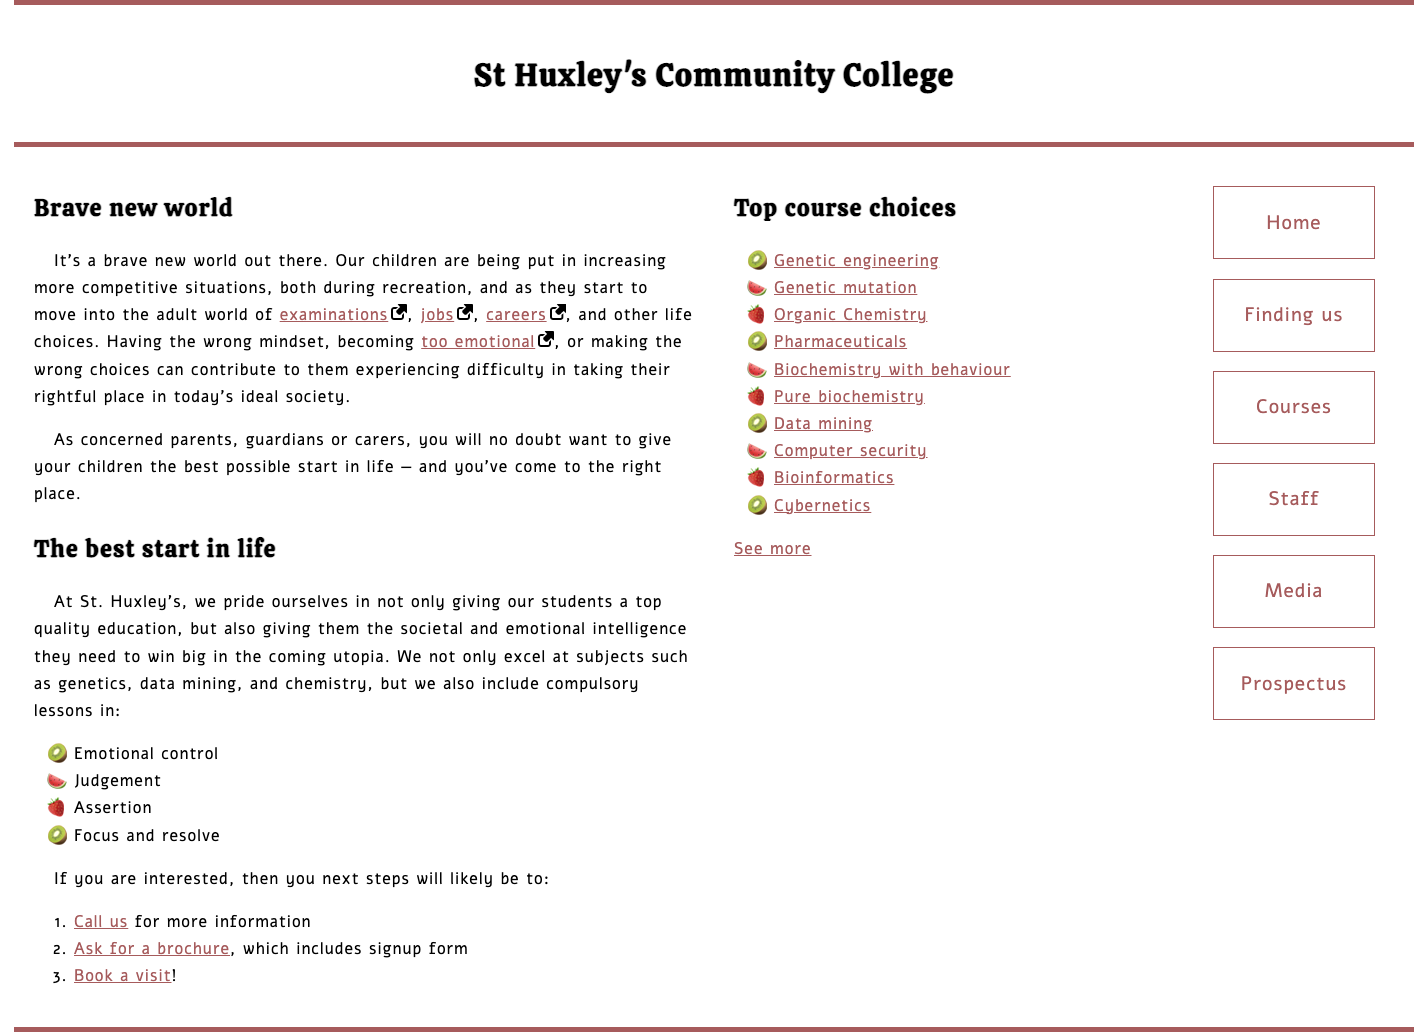 St Huxley's Community College
Brave new world
It's a brave new world out there. Our children are being put in increasing
more competitive situations, both during recreation, and as they start to
move into the adult world of examinations, jobs, careers, and other life
choices. Having the wrong mindset, becoming too emotional, or making the
wrong choices can contribute to them experiencing difficulty in taking their
rightful place in today's ideal society.
As concerned parents, guardians or carers, you will no doubt want to give
your children the best possible start in life — and you've come to the right
place.
The best start in life
At St. Huxley's, we pride ourselves in not only giving our students a top
quality education, but also giving them the societal and emotional intelligence
they need to win big in the coming utopia. We not only excel at subjects such
as genetics, data mining, and chemistry, but we also include compulsory
lessons in:
Emotional control
Judgement
Assertion
Focus and resolve
If you are interested, then you next steps will likely be to:
1. Call us for more information
2. Ask for a brochure, which includes signup form
3. Book a visit!
Top course choices
Genetic engineering
Genetic mutation
Organic Chemistry
Pharmaceuticals
Biochemistry with behaviour
Pure biochemistry
Data mining
Computer security
Bioinformatics
Cybernetics
See more
Home
Finding us
Courses
Staff
Media
Prospectus